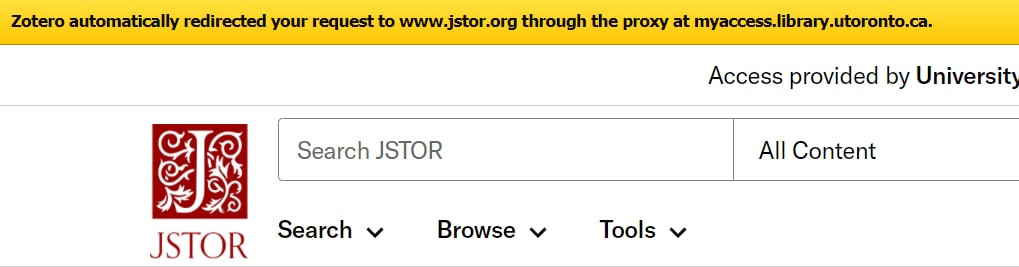 Zotero automatically redirected your request to www.jstor.org through the proxy at myaccess.library.utoronto.ca.
Access provided by University
Search JSTOR
All Content
JSTOR
Search
Browse
Tools